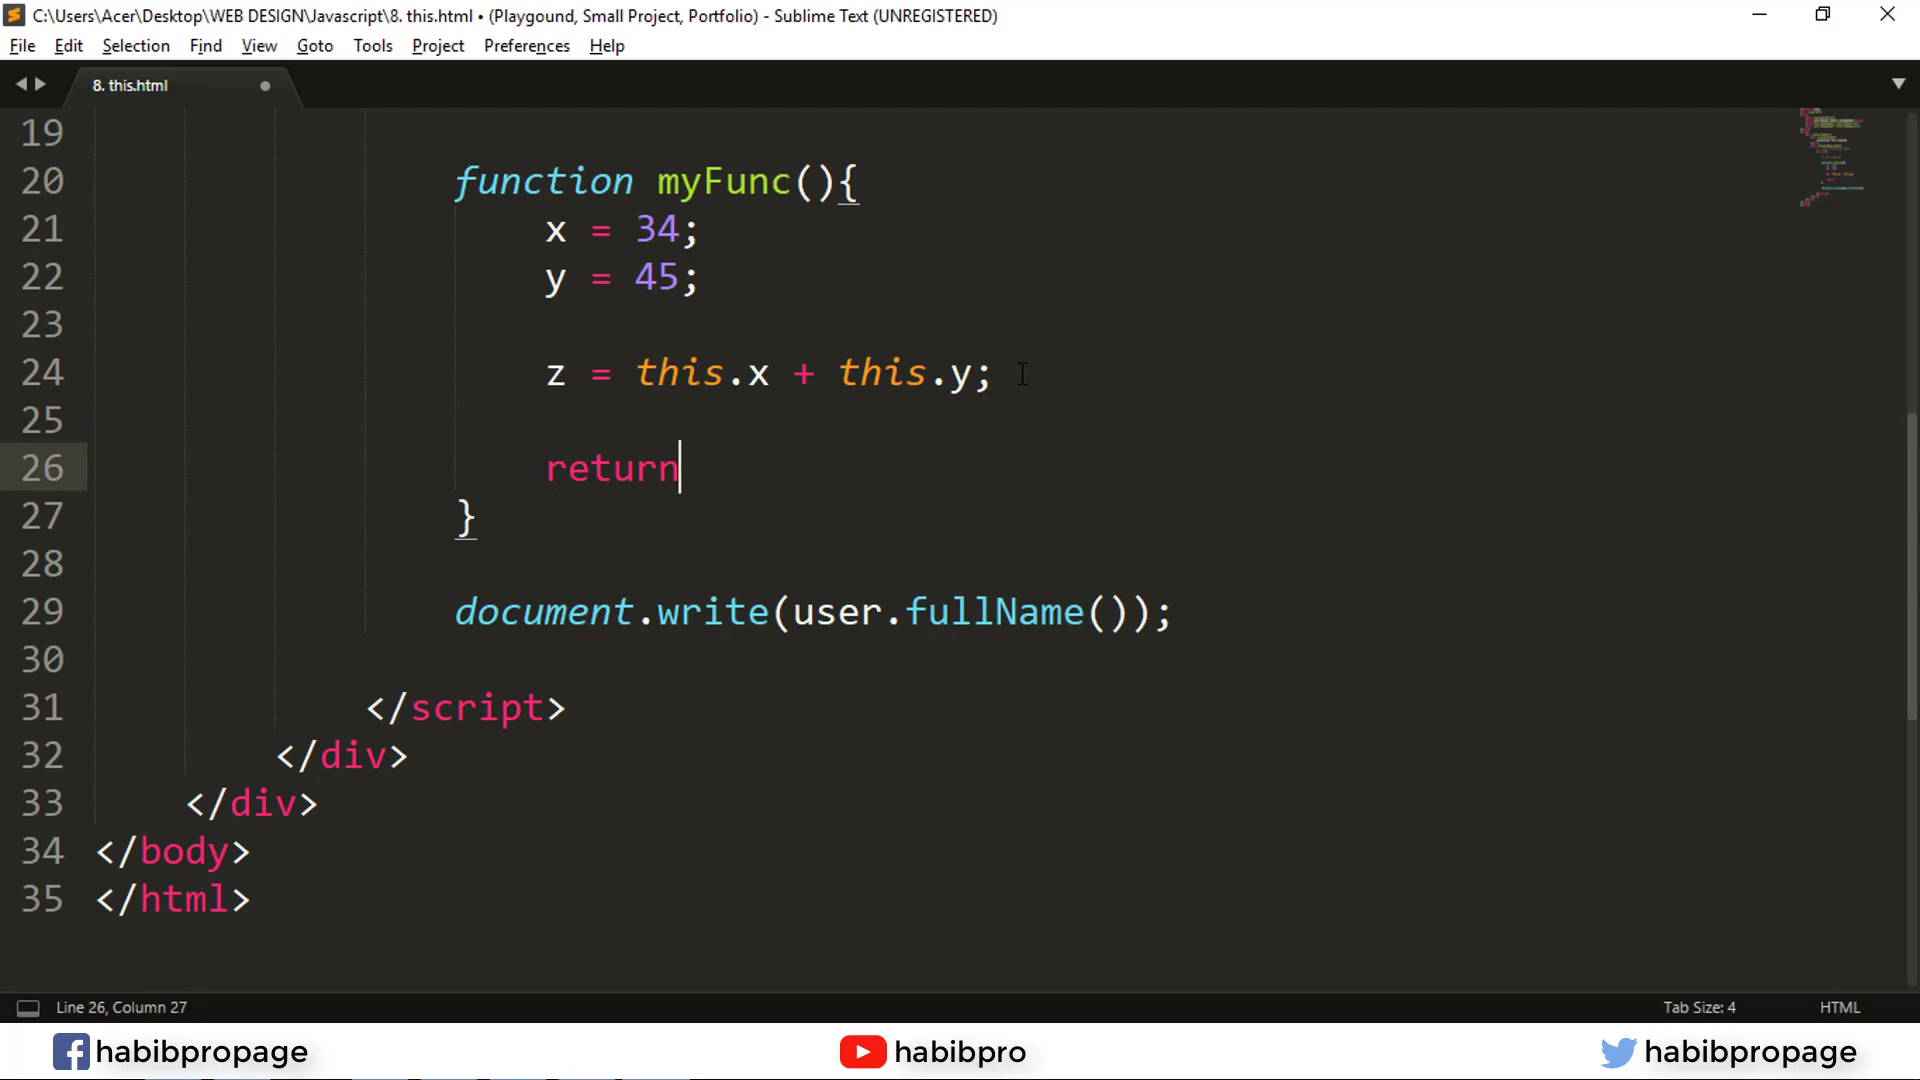 C:\Users\Acer\Desktop\WEB DESIGN\Javascript\8. this.html • (Playgound, Small Project, Portfolio) - Sublime Text (UNREGISTERED)
File Edit Selection Find View Goto Tools Project Preferences Help
8. this.html
19
20 function myFunc(){
21 x = 34;
22 y = 45;
23
24 z = this.x + this.y;
25
26 return
27 }
28
29 document.write(user.fullName());
30
31 </script>
32 </div>
33 </div>
34 </body>
35 </html>
Line 26, Column 27 Tab Size: 4 HTML
habibpropage habibpro habibpropage